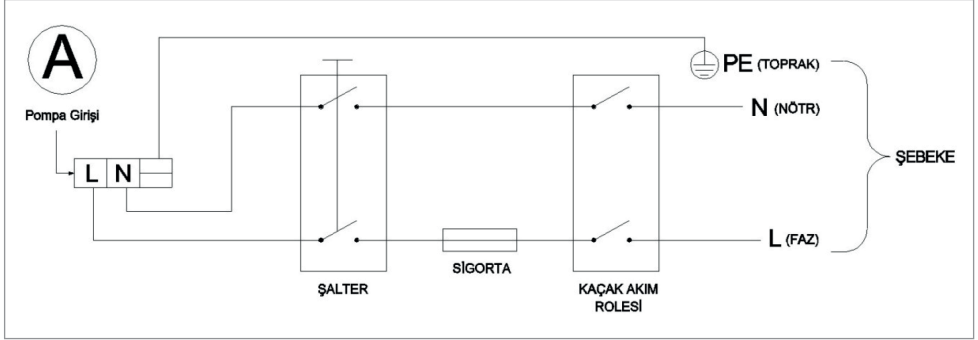 A
Pompa Girişi
L N
PE (TOPRAK)
N (NÖTR)
ŞEBEKE
L (FAZ)
SİGORTA
ŞALTER
KAÇAK AKIM
ROLESİ